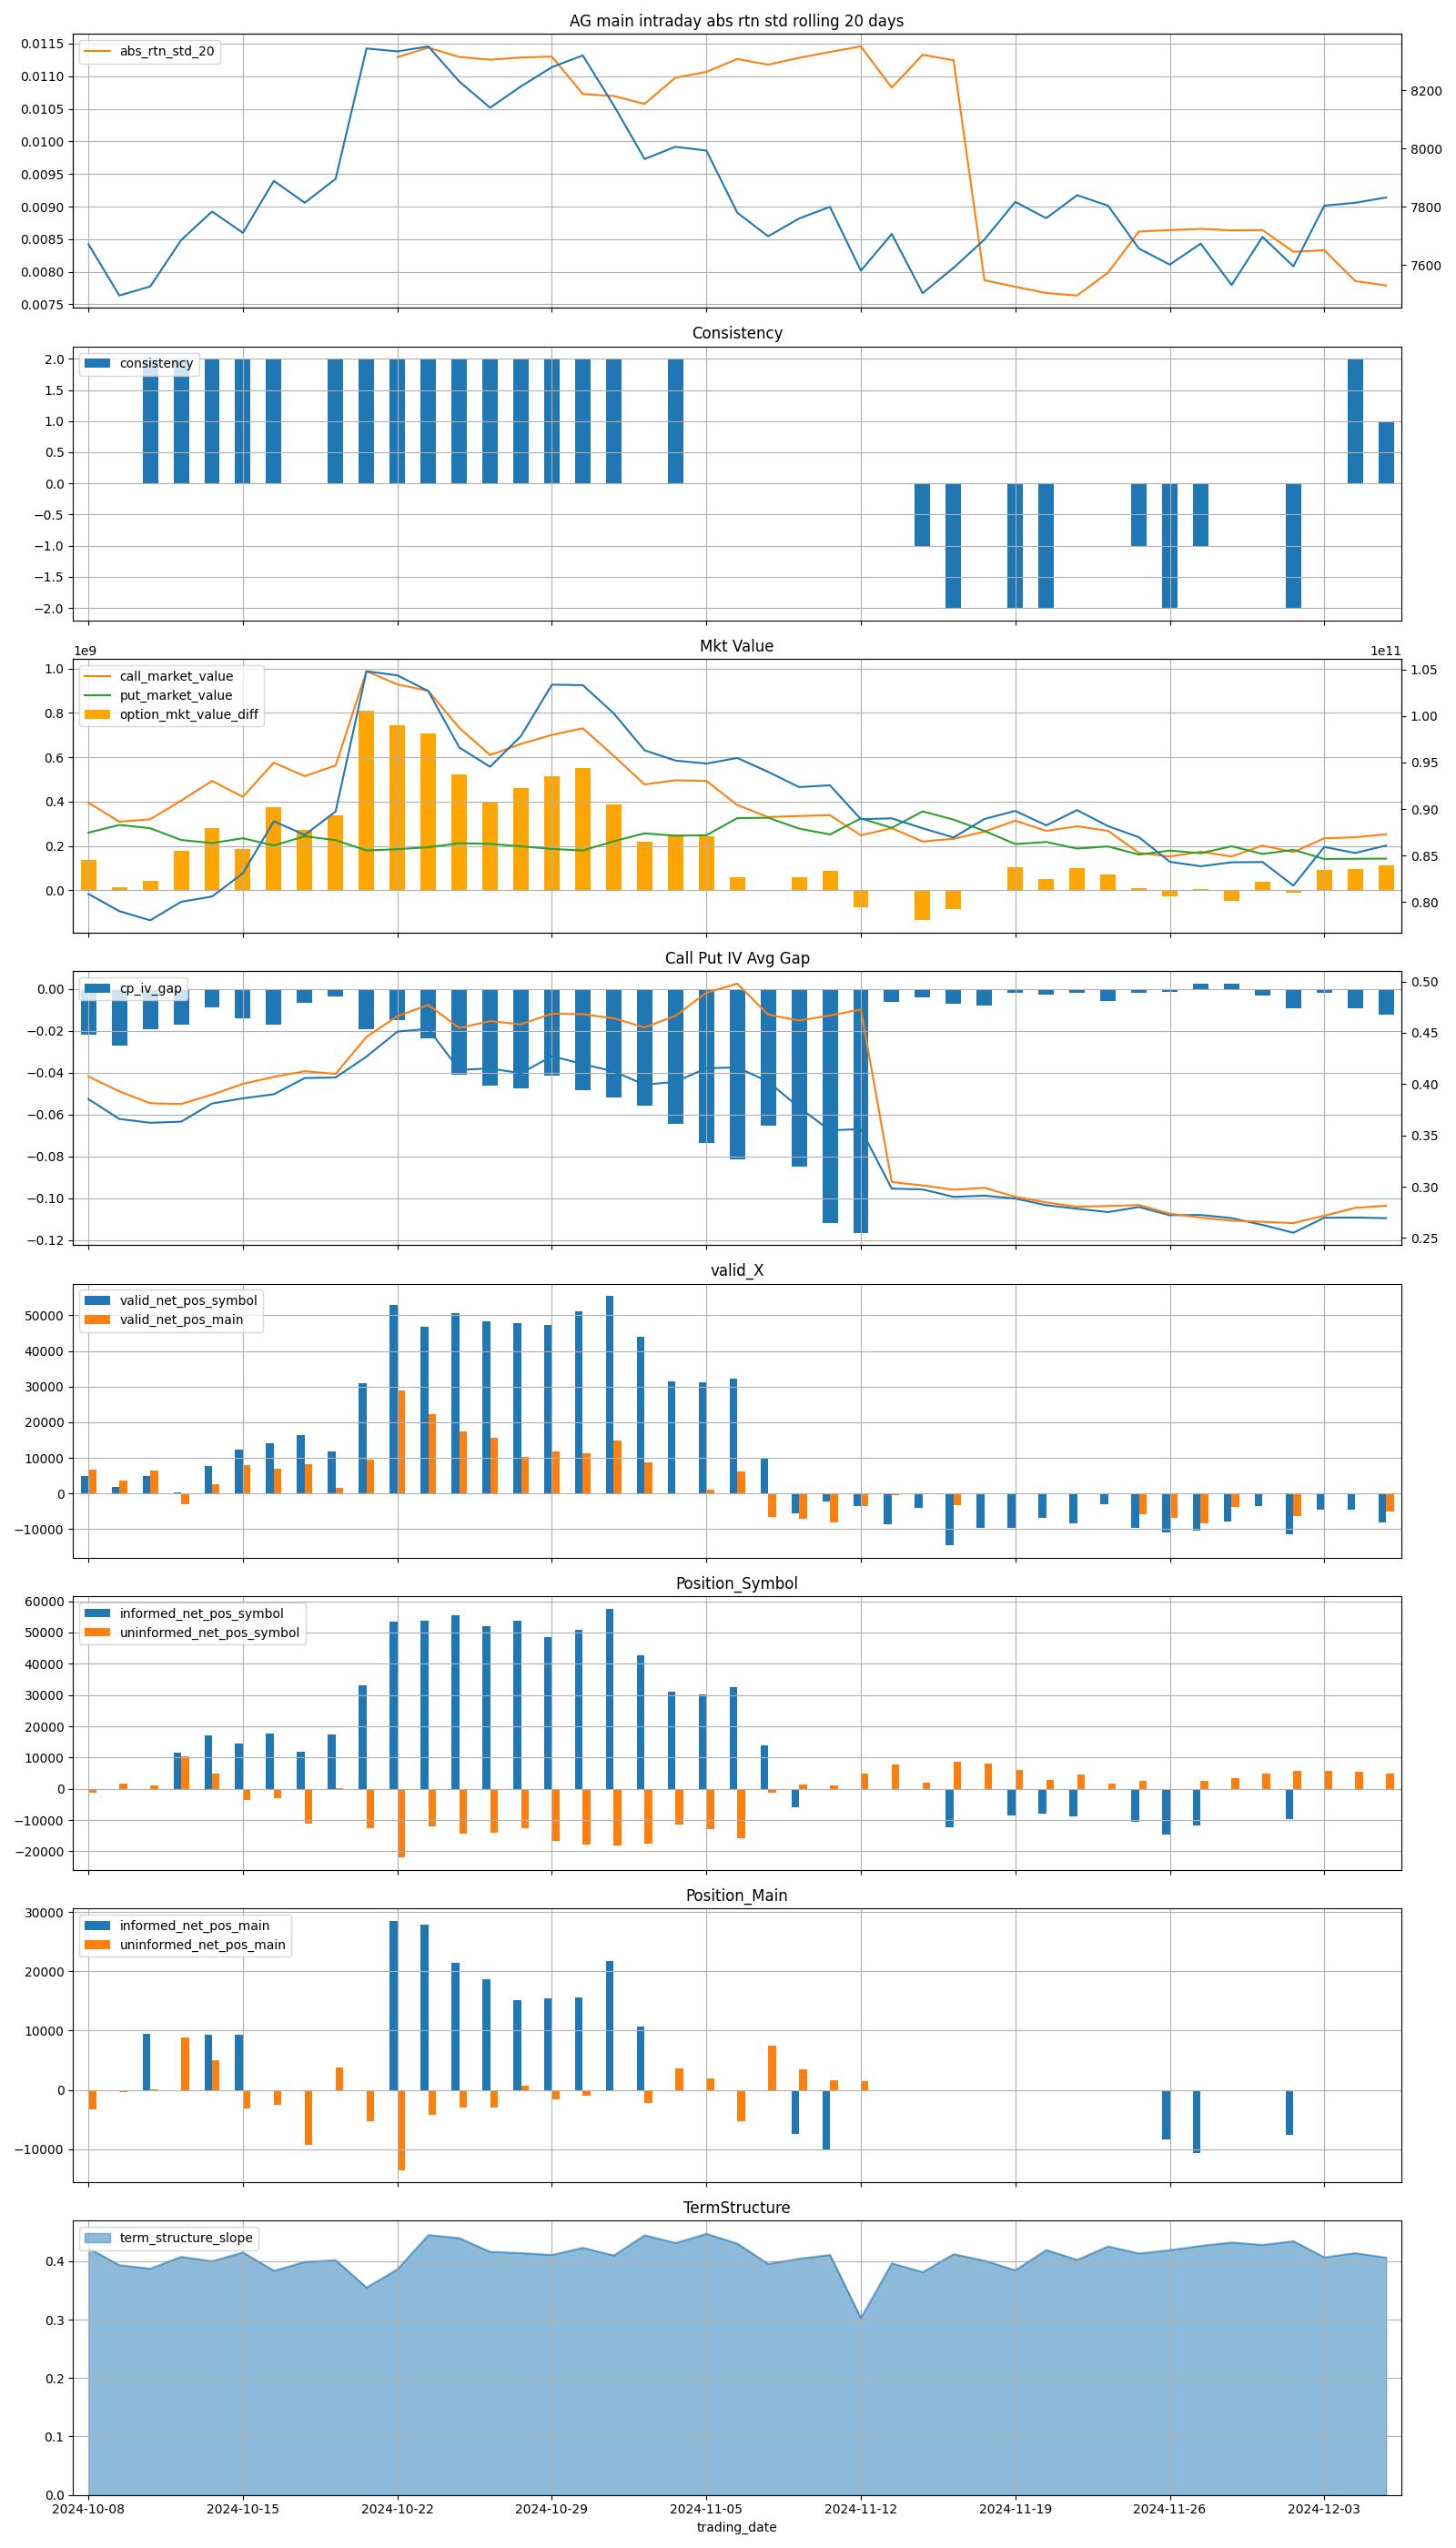 AG main intraday abs rtn std rolling 20 days
abs_rtn_std_20
0.0115
0.0110
0.0105
0.0100
0.0095
0.0090
0.0085
0.0080
0.0075
8200
8000
7800
7600
Consistency
consistency
2.0
1.5
1.0
0.5
0.0
−0.5
−1.0
−1.5
−2.0
Mkt Value
1e9
1e11
call_market_value
put_market_value
option_mkt_value_diff
1.0
0.8
0.6
0.4
0.2
0.0
1.05
1.00
0.95
0.90
0.85
0.80
Call Put IV Avg Gap
cp_iv_gap
0.00
−0.02
−0.04
−0.06
−0.08
−0.10
−0.12
0.50
0.45
0.40
0.35
0.30
0.25
valid_X
valid_net_pos_symbol
valid_net_pos_main
50000
40000
30000
20000
10000
0
−10000
Position_Symbol
informed_net_pos_symbol
uninformed_net_pos_symbol
60000
50000
40000
30000
20000
10000
0
−10000
−20000
Position_Main
informed_net_pos_main
uninformed_net_pos_main
30000
20000
10000
0
−10000
TermStructure
term_structure_slope
0.4
0.3
0.2
0.1
0.0
2024-10-08 2024-10-15 2024-10-22 2024-10-29 2024-11-05 2024-11-12 2024-11-19 2024-11-26 2024-12-03
trading_date